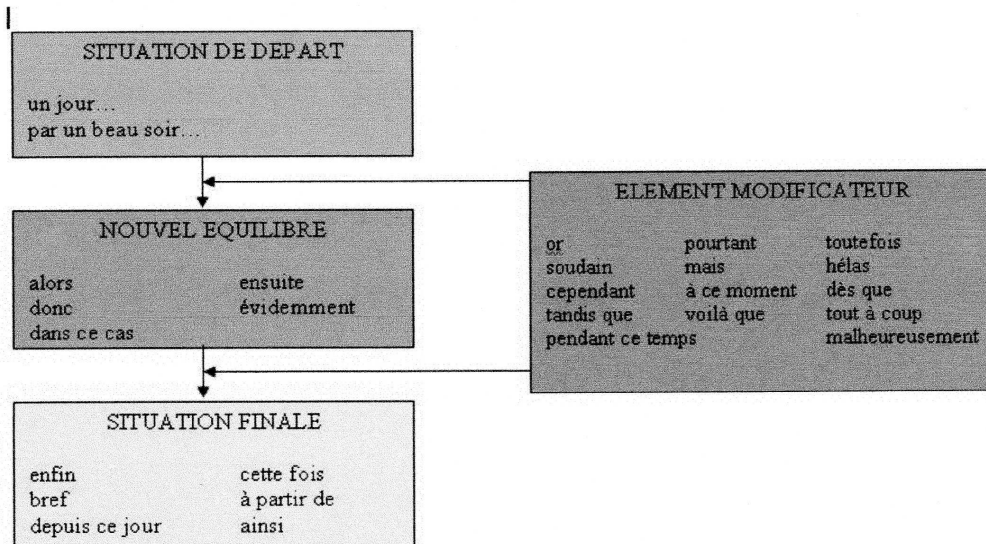 SITUATION DE DEPART
un jour...
par un beau soir...
NOUVEL EQUILIBRE
alors ensuite
donc évidemment
dans ce cas
ELEMENT MODIFICATEUR
or pourtant toutefois
soudain mais hélas
cependant à ce moment dès que
tandis que voilà que tout à coup
pendant ce temps malheureusement
SITUATION FINALE
enfin cette fois
bref à partir de
depuis ce jour ainsi